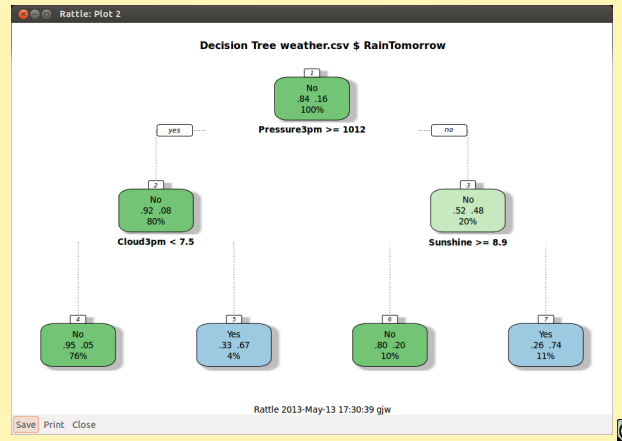 Rattle: Plot 2
Decision Tree weather.csv $ RainTomorrow
1
No
.84 .16
100%
yes
Pressure3pm >= 1012
no
2
No
.92 .08
80%
Cloud3pm < 7.5
3
No
.52 .48
20%
Sunshine >= 8.9
4
No
.95 .05
76%
5
Yes
.33 .67
4%
6
No
.80 .20
10%
7
Yes
.26 .74
11%
Rattle 2013-May-13 17:30:39 gjw
Save Print Close